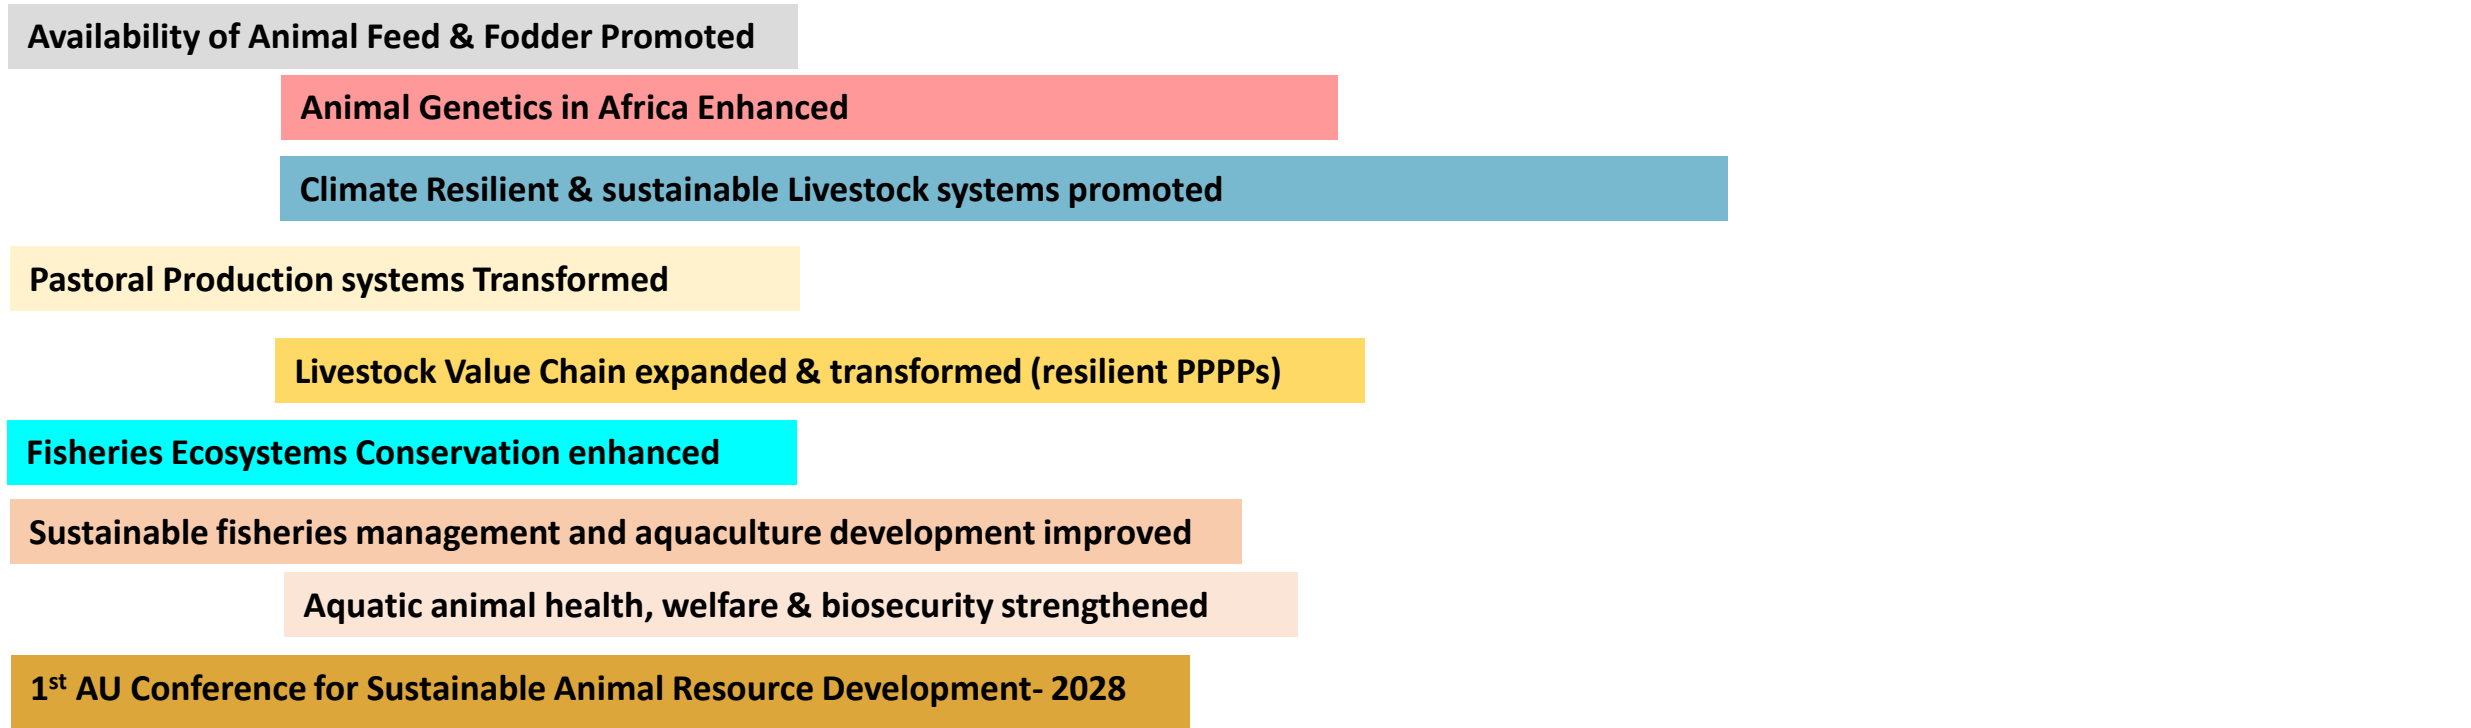 Availability of Animal Feed & Fodder Promoted
Animal Genetics in Africa Enhanced
Climate Resilient & sustainable Livestock systems promoted
Pastoral Production systems Transformed
Livestock Value Chain expanded & transformed (resilient PPPPs)
Fisheries Ecosystems Conservation enhanced
Sustainable fisheries management and aquaculture development improved
Aquatic animal health, welfare & biosecurity strengthened
1st AU Conference for Sustainable Animal Resource Development- 2028